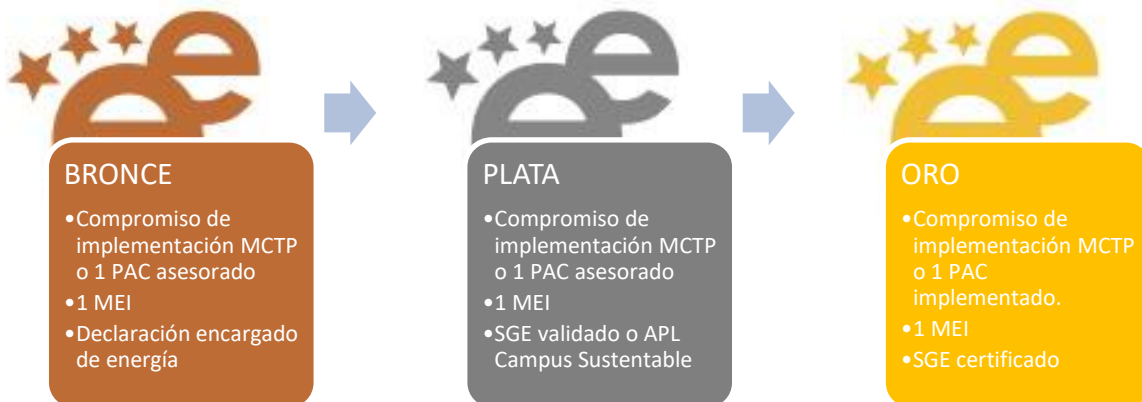 BRONCE
•Compromiso de
implementación MCTP
o 1 PAC asesorado
•1 MEI
•Declaración encargado
de energía
PLATA
•Compromiso de
implementación MCTP
o 1 PAC asesorado
•1 MEI
•SGE validado o APL
Campus Sustentable
ORO
•Compromiso de
implementación MCTP
o 1 PAC
implementado.
•1 MEI
•SGE certificado